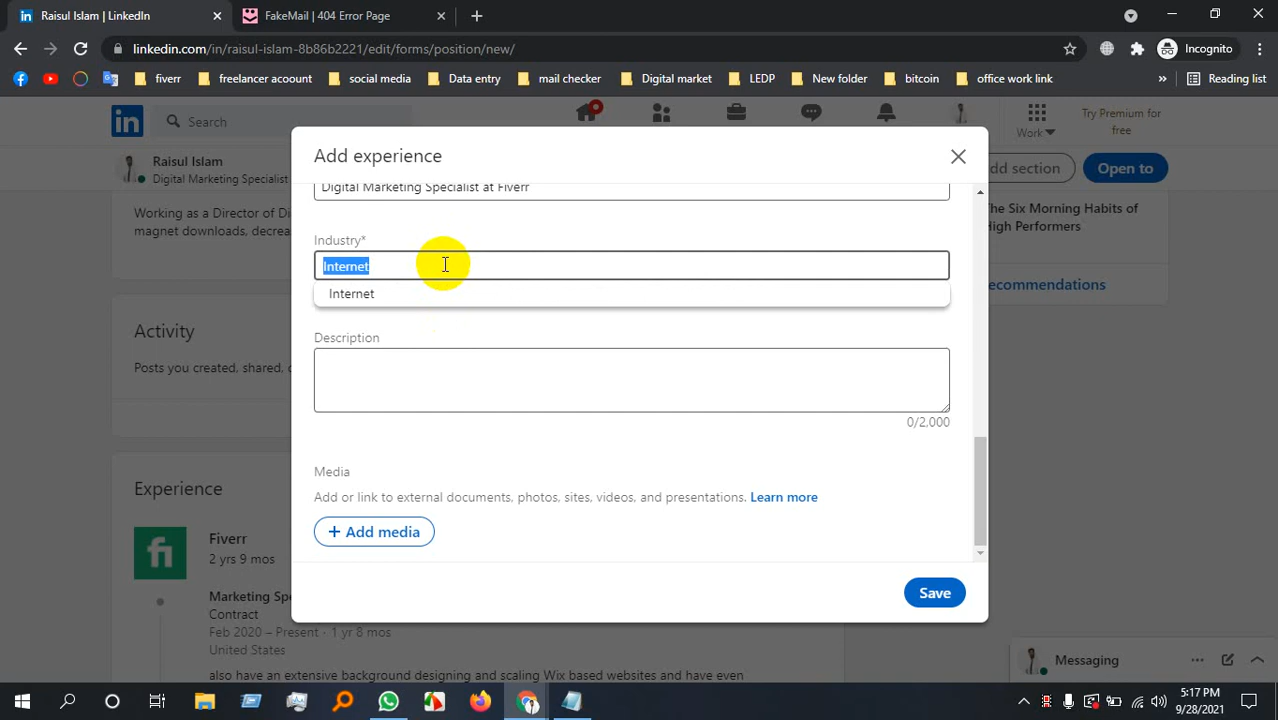 Raisul Islam | LinkedIn
FakeMail | 404 Error Page
linkedin.com/in/raisul-islam-8b86b2221/edit/forms/position/new/
Incognito
fiverr
freelancer acount
social media
Data entry
mail checker
Digital market
LEDP
New folder
bitcoin
office work link
»
Reading list
in
Search
Work
Try Premium for
free
Raisul Islam
Digital Marketing Specialist
dd section
Open to
Add experience
Digital Marketing Specialist at Fiverr
Working as a Director of Di
magnet downloads, decrea
The Six Morning Habits of
High Performers
Industry*
Internet
Internet
ecommendations
Activity
Posts you created, shared, c
Description
0/2,000
Media
Add or link to external documents, photos, sites, videos, and presentations. Learn more
+ Add media
Save
Experience
fi
Fiverr
2 yrs 9 mos
Marketing Spe
Contract
Feb 2020 – Present · 1 yr 8 mos
United States
also have an extensive background designing and scaling Wix based websites and have even
Messaging
5:17 PM
9/28/2021